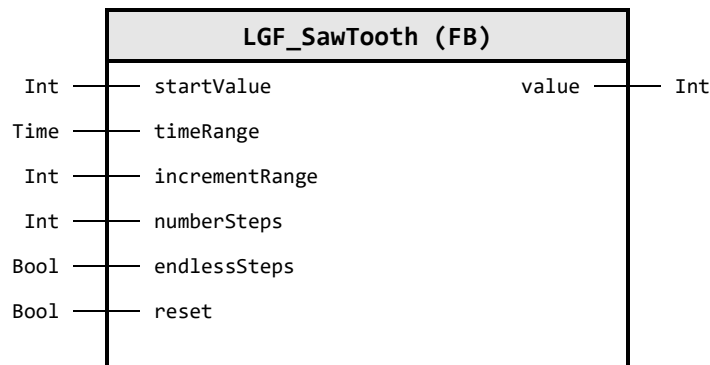 LGF_SawTooth (FB)
Int startValue value Int
Time timeRange
Int incrementRange
Int numberSteps
Bool endlessSteps
Bool reset